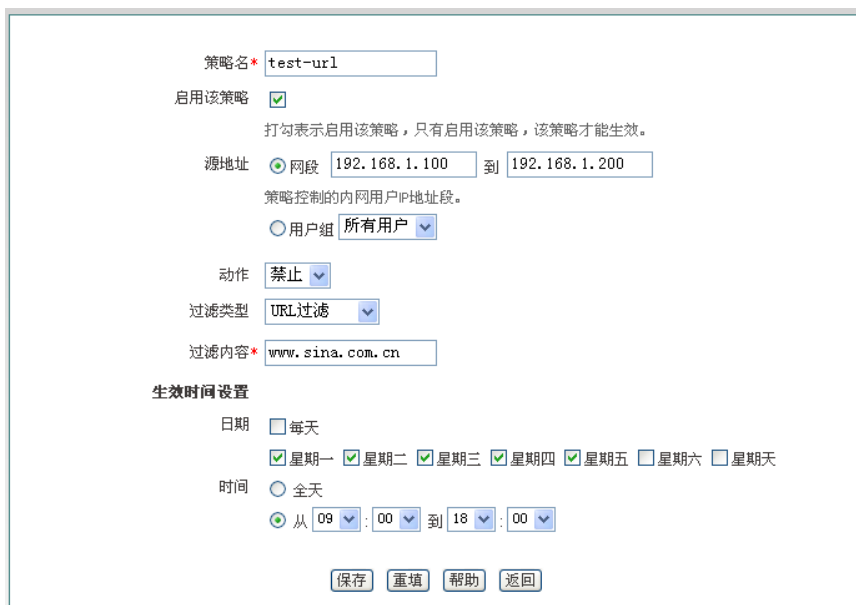 策略名* test-url
启用该策略
打勾表示启用该策略，只有启用该策略，该策略才能生效。
源地址 网段 192.168.1.100 到 192.168.1.200
策略控制的内网用户IP地址段。
用户组 所有用户
动作 禁止
过滤类型 URL过滤
过滤内容* www.sina.com.cn
生效时间设置
日期 每天
星期一 星期二 星期三 星期四 星期五 星期六 星期天
时间 全天
从 09 : 00 到 18 : 00
保存 重填 帮助 返回